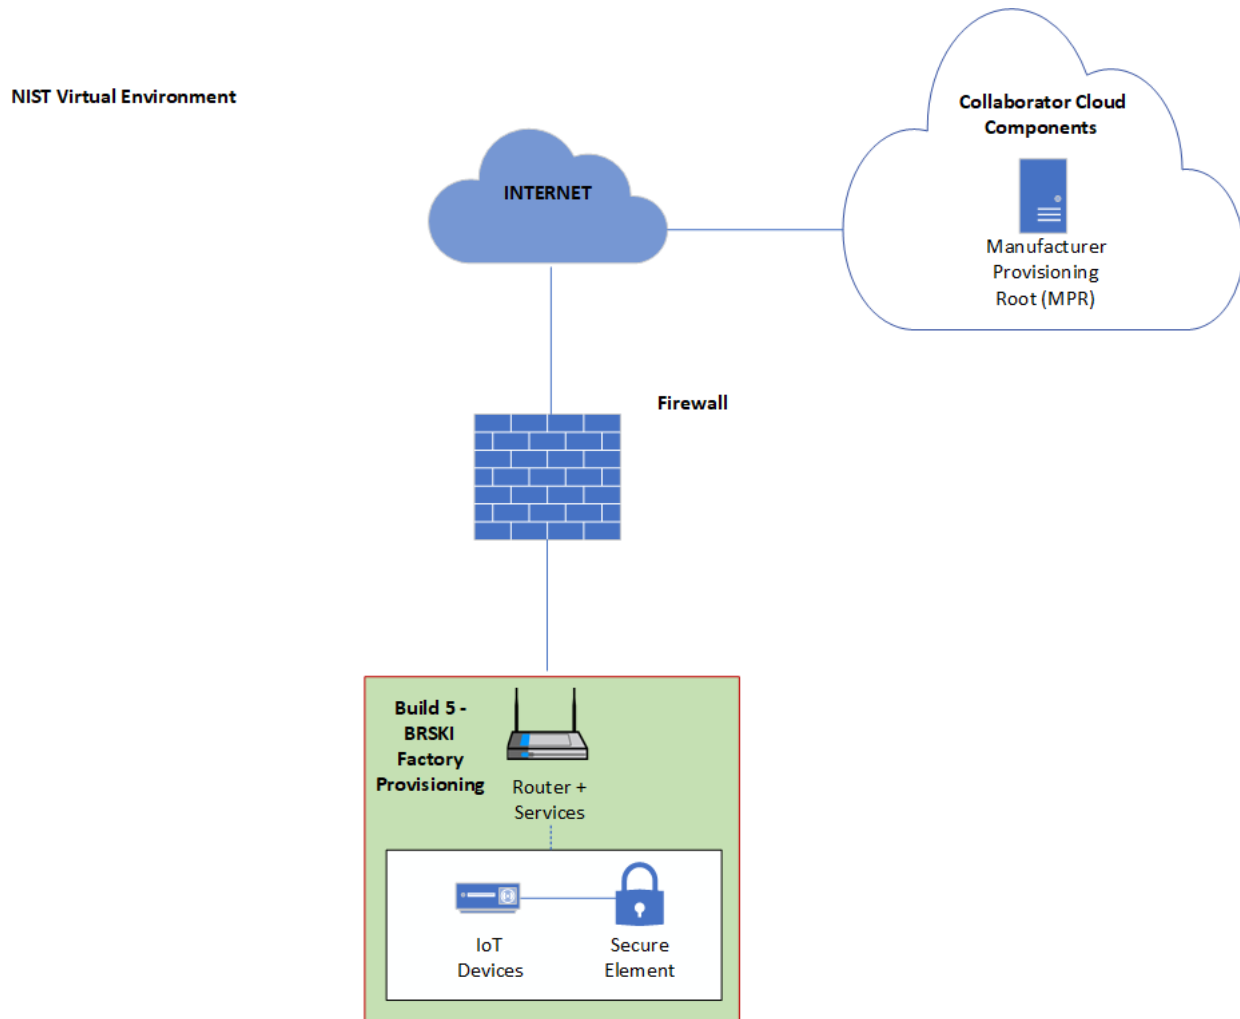 NIST Virtual Environment
Collaborator Cloud
Components
INTERNET
Manufacturer
Provisioning
Root (MPR)
Firewall
Build 5 -
BRSKI
Factory
Provisioning
Router +
Services
IoT
Devices
Secure
Element